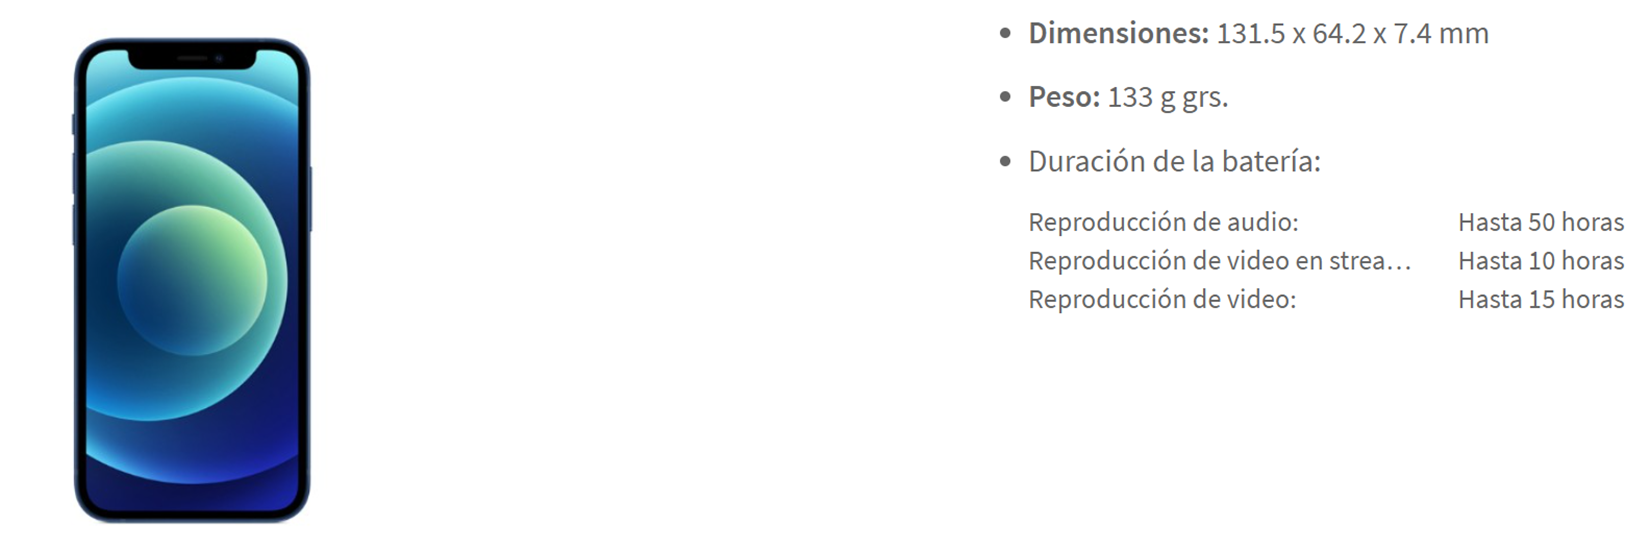 Dimensiones: 131.5 x 64.2 x 7.4 mm
Peso: 133 g grs.
Duración de la batería:
Reproducción de audio: Hasta 50 horas
Reproducción de video en strea… Hasta 10 horas
Reproducción de video: Hasta 15 horas